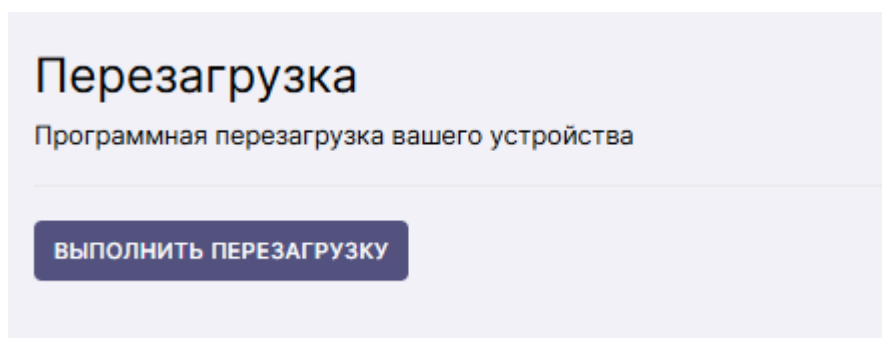 Перезагрузка
Программная перезагрузка вашего устройства
ВЫПОЛНИТЬ ПЕРЕЗАГРУЗКУ